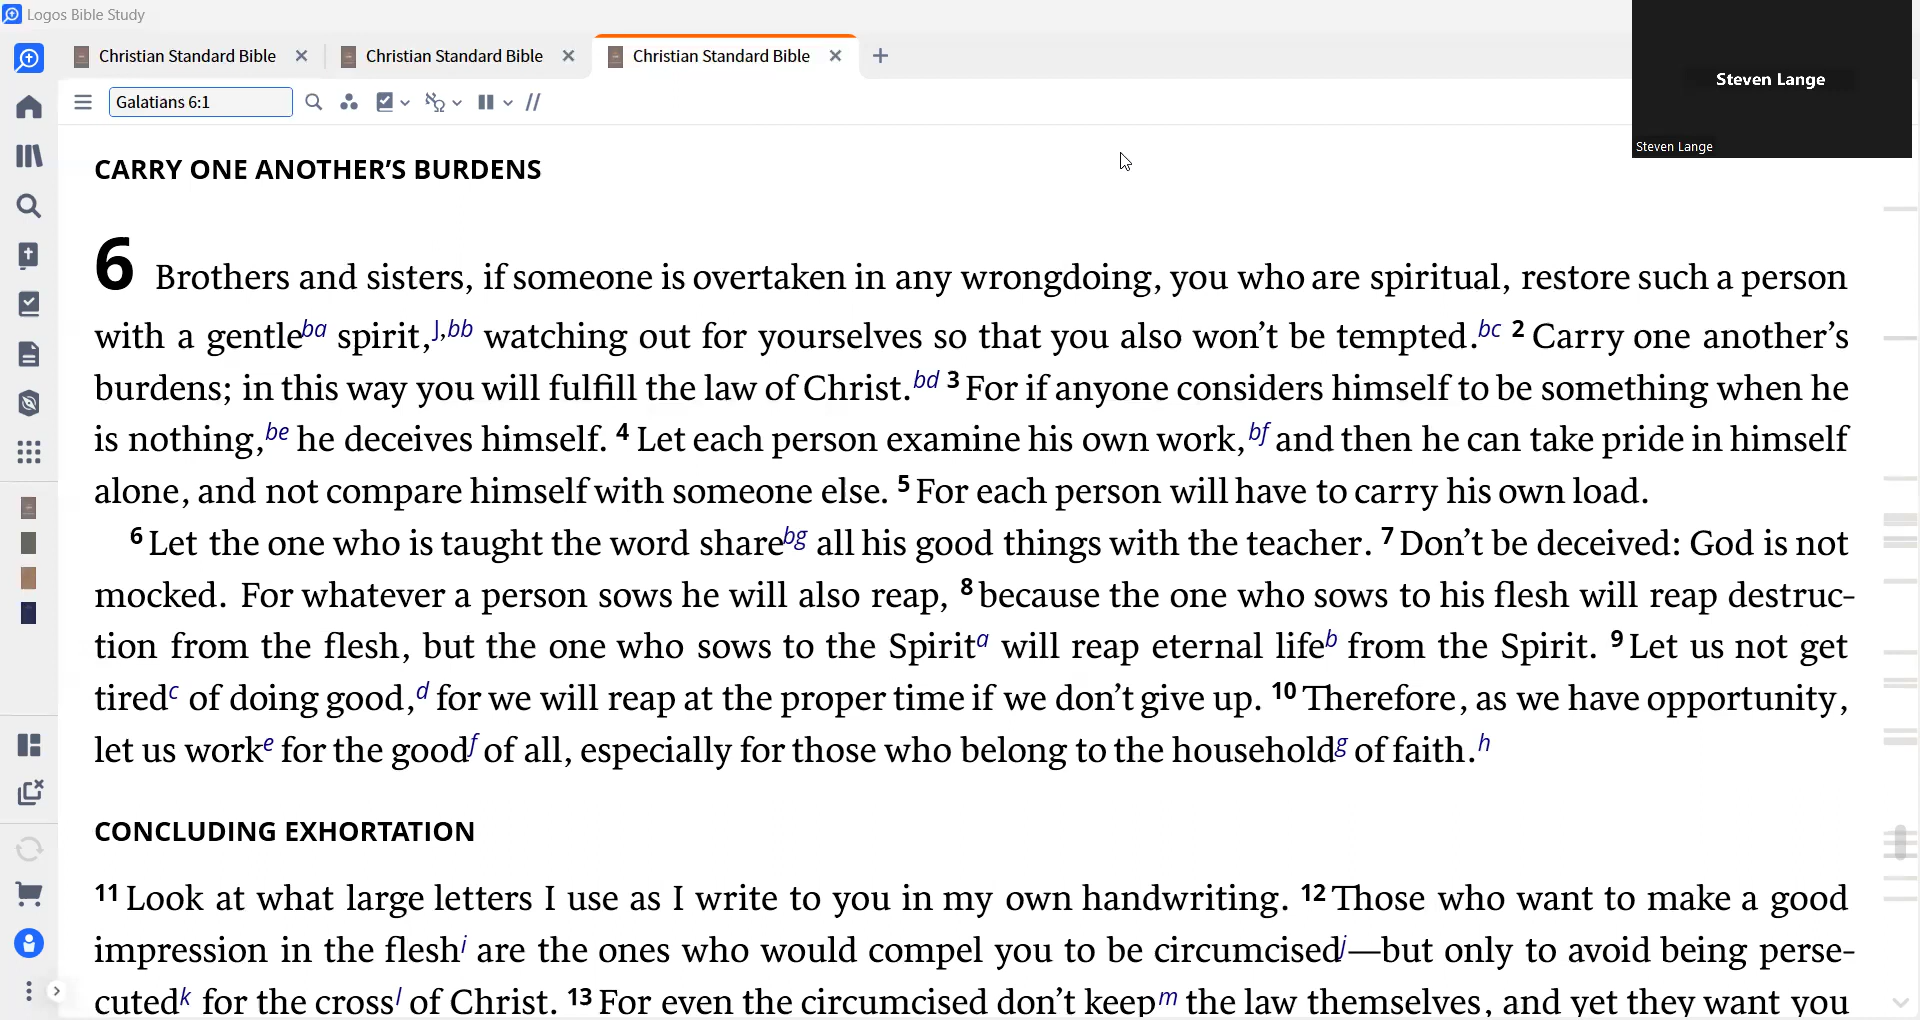 Logos Bible Study
Christian Standard Bible
Christian Standard Bible
Christian Standard Bible
Galatians 6:1
Steven Lange
Steven Lange
CARRY ONE ANOTHER’S BURDENS
6 Brothers and sisters, if someone is overtaken in any wrongdoing, you who are spiritual, restore such a person
with a gentleba spirit,J,bb watching out for yourselves so that you also won’t be tempted.bc 2 Carry one another’s
burdens; in this way you will fulfill the law of Christ.bd 3 For if anyone considers himself to be something when he
is nothing,be he deceives himself. 4 Let each person examine his own work,bf and then he can take pride in himself
alone, and not compare himself with someone else. 5 For each person will have to carry his own load.
6 Let the one who is taught the word sharebg all his good things with the teacher. 7 Don’t be deceived: God is not
mocked. For whatever a person sows he will also reap, 8 because the one who sows to his flesh will reap destruc-
tion from the flesh, but the one who sows to the Spirita will reap eternal lifeb from the Spirit. 9 Let us not get
tiredc of doing good,d for we will reap at the proper time if we don’t give up. 10 Therefore, as we have opportunity,
let us worke for the goodf of all, especially for those who belong to the householdg of faith.h
CONCLUDING EXHORTATION
11 Look at what large letters I use as I write to you in my own handwriting. 12 Those who want to make a good
impression in the fleshi are the ones who would compel you to be circumcisedj—but only to avoid being perse-
cutedk for the crossl of Christ. 13 For even the circumcised don’t keepm the law themselves, and yet they want you